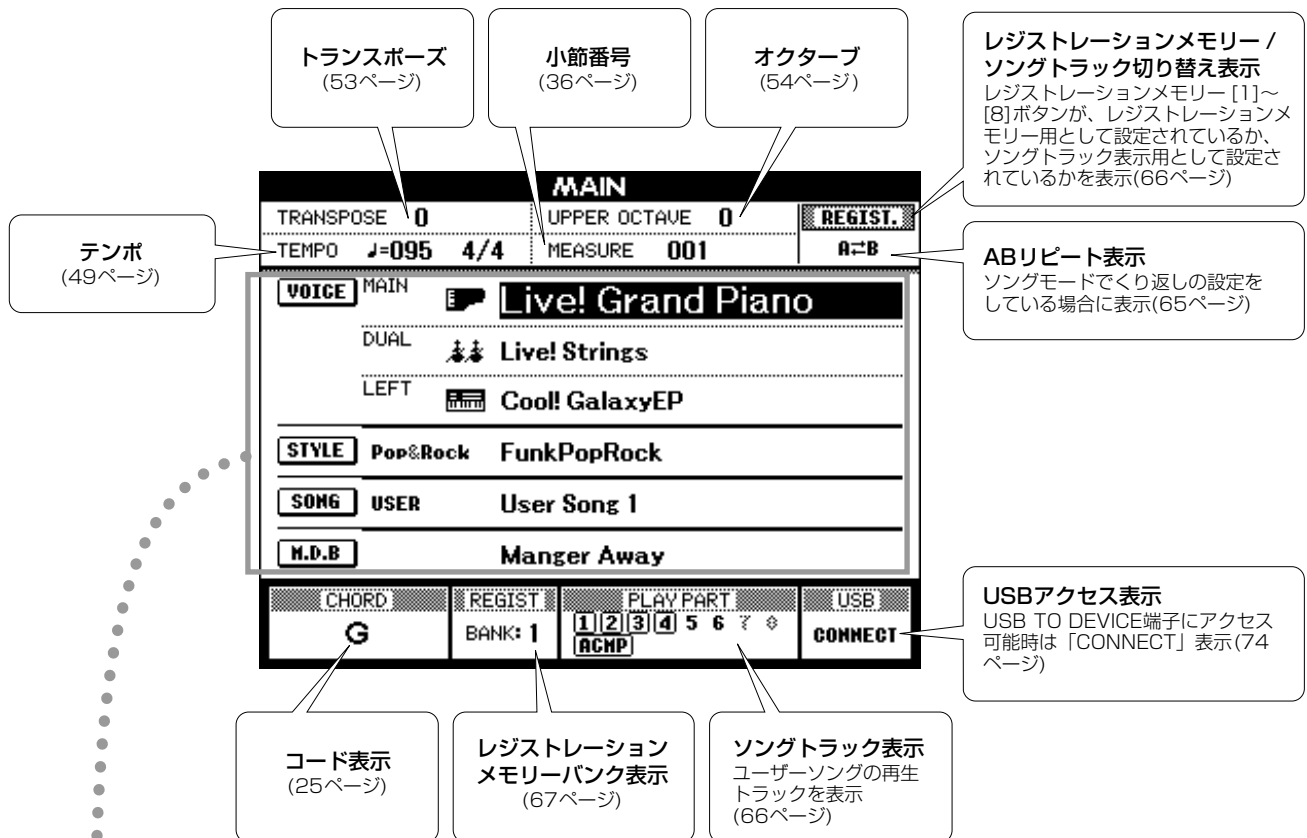 トランスポーズ
(53ページ)
小節番号
(36ページ)
オクターブ
(54ページ)
レジストレーションメモリー /
ソングトラック切り替え表示
レジストレーションメモリー [1]～
[8]ボタンが、レジストレーションメ
モリー用として設定されているか、
ソングトラック表示用として設定さ
れているかを表示(66ページ)
テンポ
(49ページ)
MAIN
TRANSPOSE 0 UPPER OCTAVE 0 REGIST.
TEMPO ♩=095 4/4 MEASURE 001 A⇄B
ABリピート表示
ソングモードでくり返しの設定を
している場合に表示(65ページ)
VOICE MAIN Live! Grand Piano
DUAL Live! Strings
LEFT Cool! GalaxyEP
STYLE Pop&Rock FunkPopRock
SONG USER User Song 1
M.D.B Manger Away
CHORD REGIST PLAY PART USB
G BANK: 1 1 2 3 4 5 6 7 8 CONNECT
ACMP
USBアクセス表示
USB TO DEVICE端子にアクセス
可能時は「CONNECT」表示(74
ページ)
コード表示
(25ページ)
レジストレーション
メモリーバンク表示
(67ページ)
ソングトラック表示
ユーザーソングの再生
トラックを表示
(66ページ)